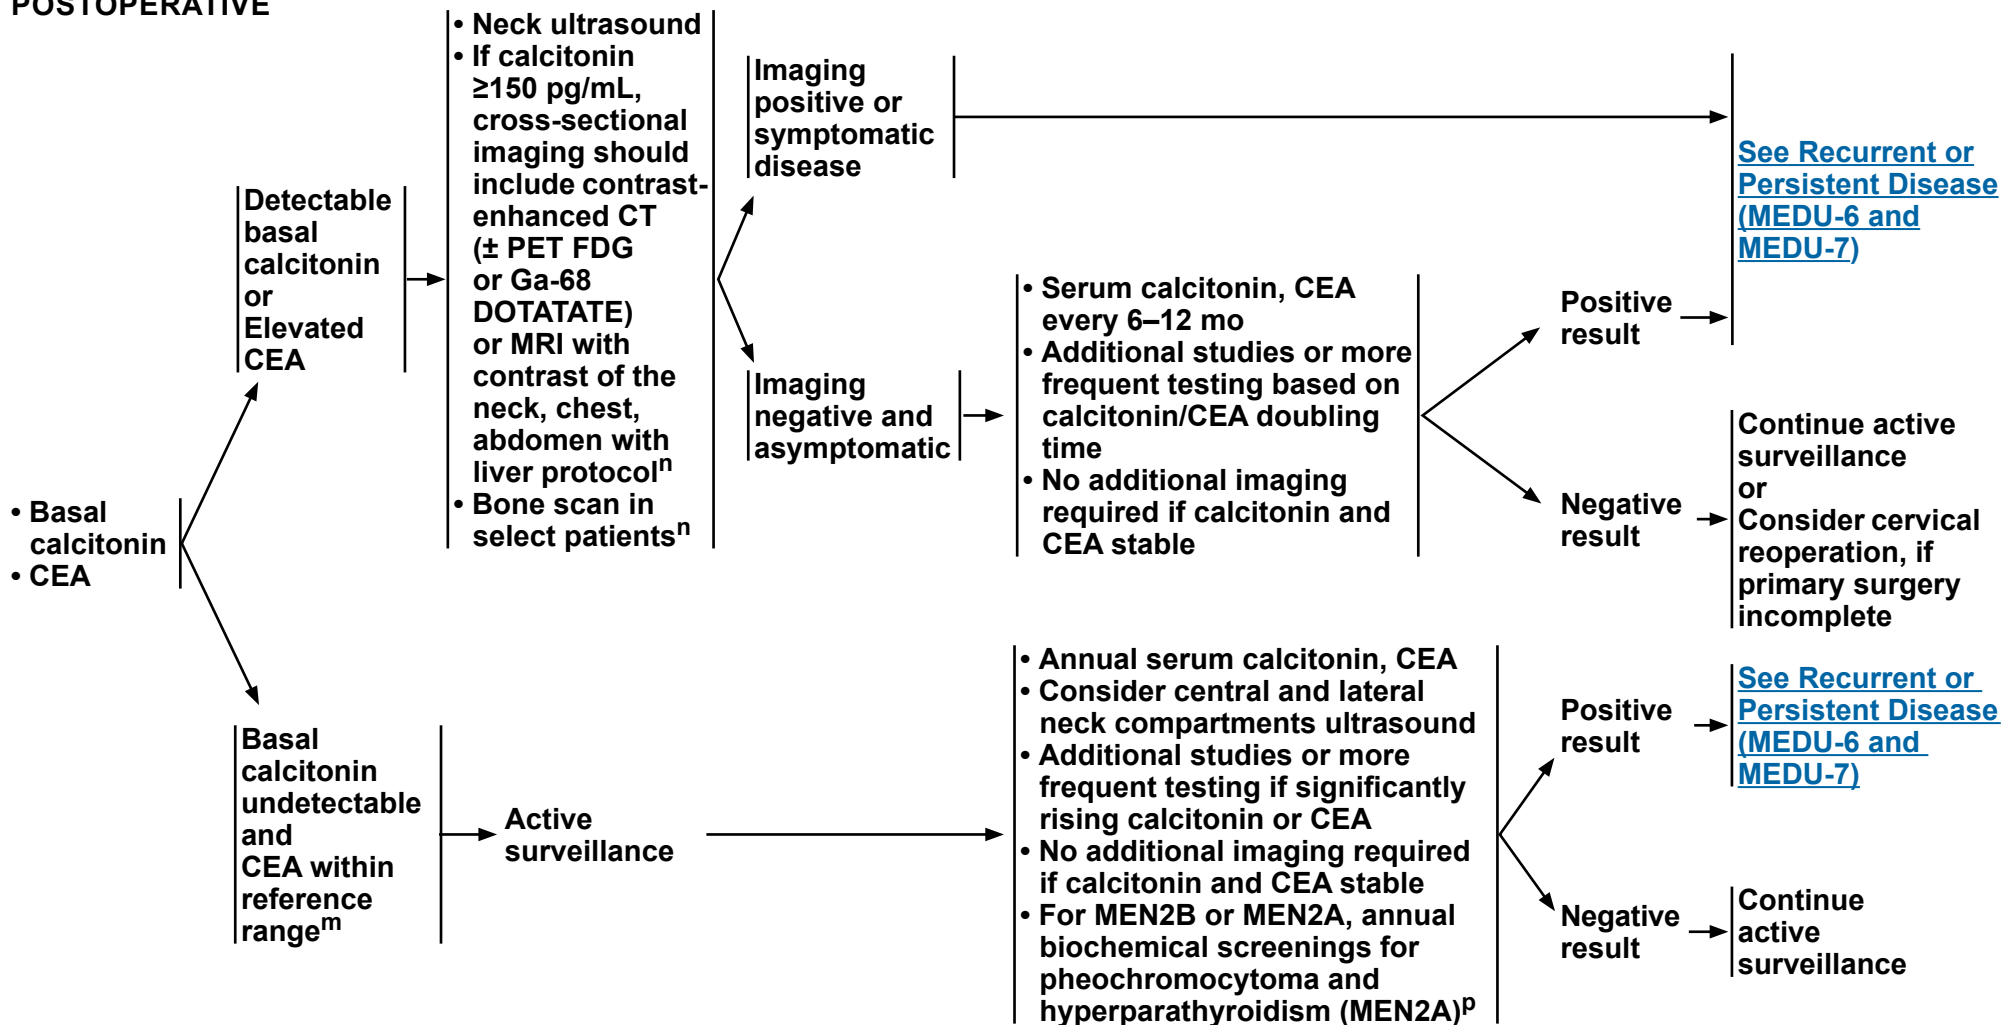 POSTOPERATIVE
• Basal
calcitonin
• CEA
Detectable
basal
calcitonin
or
Elevated
CEA
• Neck ultrasound
• If calcitonin
≥150 pg/mL,
cross-sectional
imaging should
include contrast-
enhanced CT
(± PET FDG
or Ga-68
DOTATATE)
or MRI with
contrast of the
neck, chest,
abdomen with
liver protocolⁿ
• Bone scan in
select patientsⁿ
Imaging
positive or
symptomatic
disease
See Recurrent or
Persistent Disease
(MEDU-6 and
MEDU-7)
Imaging
negative and
asymptomatic
• Serum calcitonin, CEA
every 6–12 mo
• Additional studies or more
frequent testing based on
calcitonin/CEA doubling
time
• No additional imaging
required if calcitonin and
CEA stable
Positive
result
Negative
result
Continue active
surveillance
or
Consider cervical
reoperation, if
primary surgery
incomplete
Basal
calcitonin
undetectable
and
CEA within
reference
rangeᵐ
Active
surveillance
• Annual serum calcitonin, CEA
• Consider central and lateral
neck compartments ultrasound
• Additional studies or more
frequent testing if significantly
rising calcitonin or CEA
• No additional imaging required
if calcitonin and CEA stable
• For MEN2B or MEN2A, annual
biochemical screenings for
pheochromocytoma and
hyperparathyroidism (MEN2A)ᵖ
Positive
result
See Recurrent or
Persistent Disease
(MEDU-6 and
MEDU-7)
Negative
result
Continue
active
surveillance